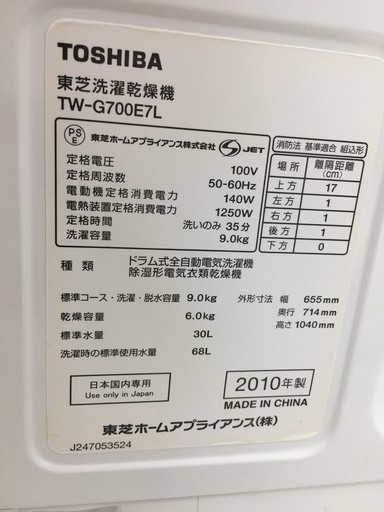 TOSHIBA
東芝洗濯乾燥機
TW-G700E7L
PS E 東芝ホームアプライアンス株式会社 S JET
定格電圧 100V
定格周波数 50-60Hz
電動機定格消費電力 140W
電熱装置定格消費電力 1250W
定格時間 洗いのみ 35分
洗濯容量 9.0kg
消防法 基準適合 組込形
場所 離隔距離(cm)
上方 17
左方 1
右方 1
後方 1
下方 0
種類 ドラム式全自動電気洗濯機
除湿形電気衣類乾燥機
標準コース・洗濯・脱水容量 9.0kg 外形寸法 幅 655mm
乾燥容量 6.0kg 奥行 714mm
標準水量 30L 高さ 1040mm
洗濯時の標準使用水量 68L
日本国内専用
Use only in Japan
2010年製
MADE IN CHINA
東芝ホームアプライアンス(株)
J247053524